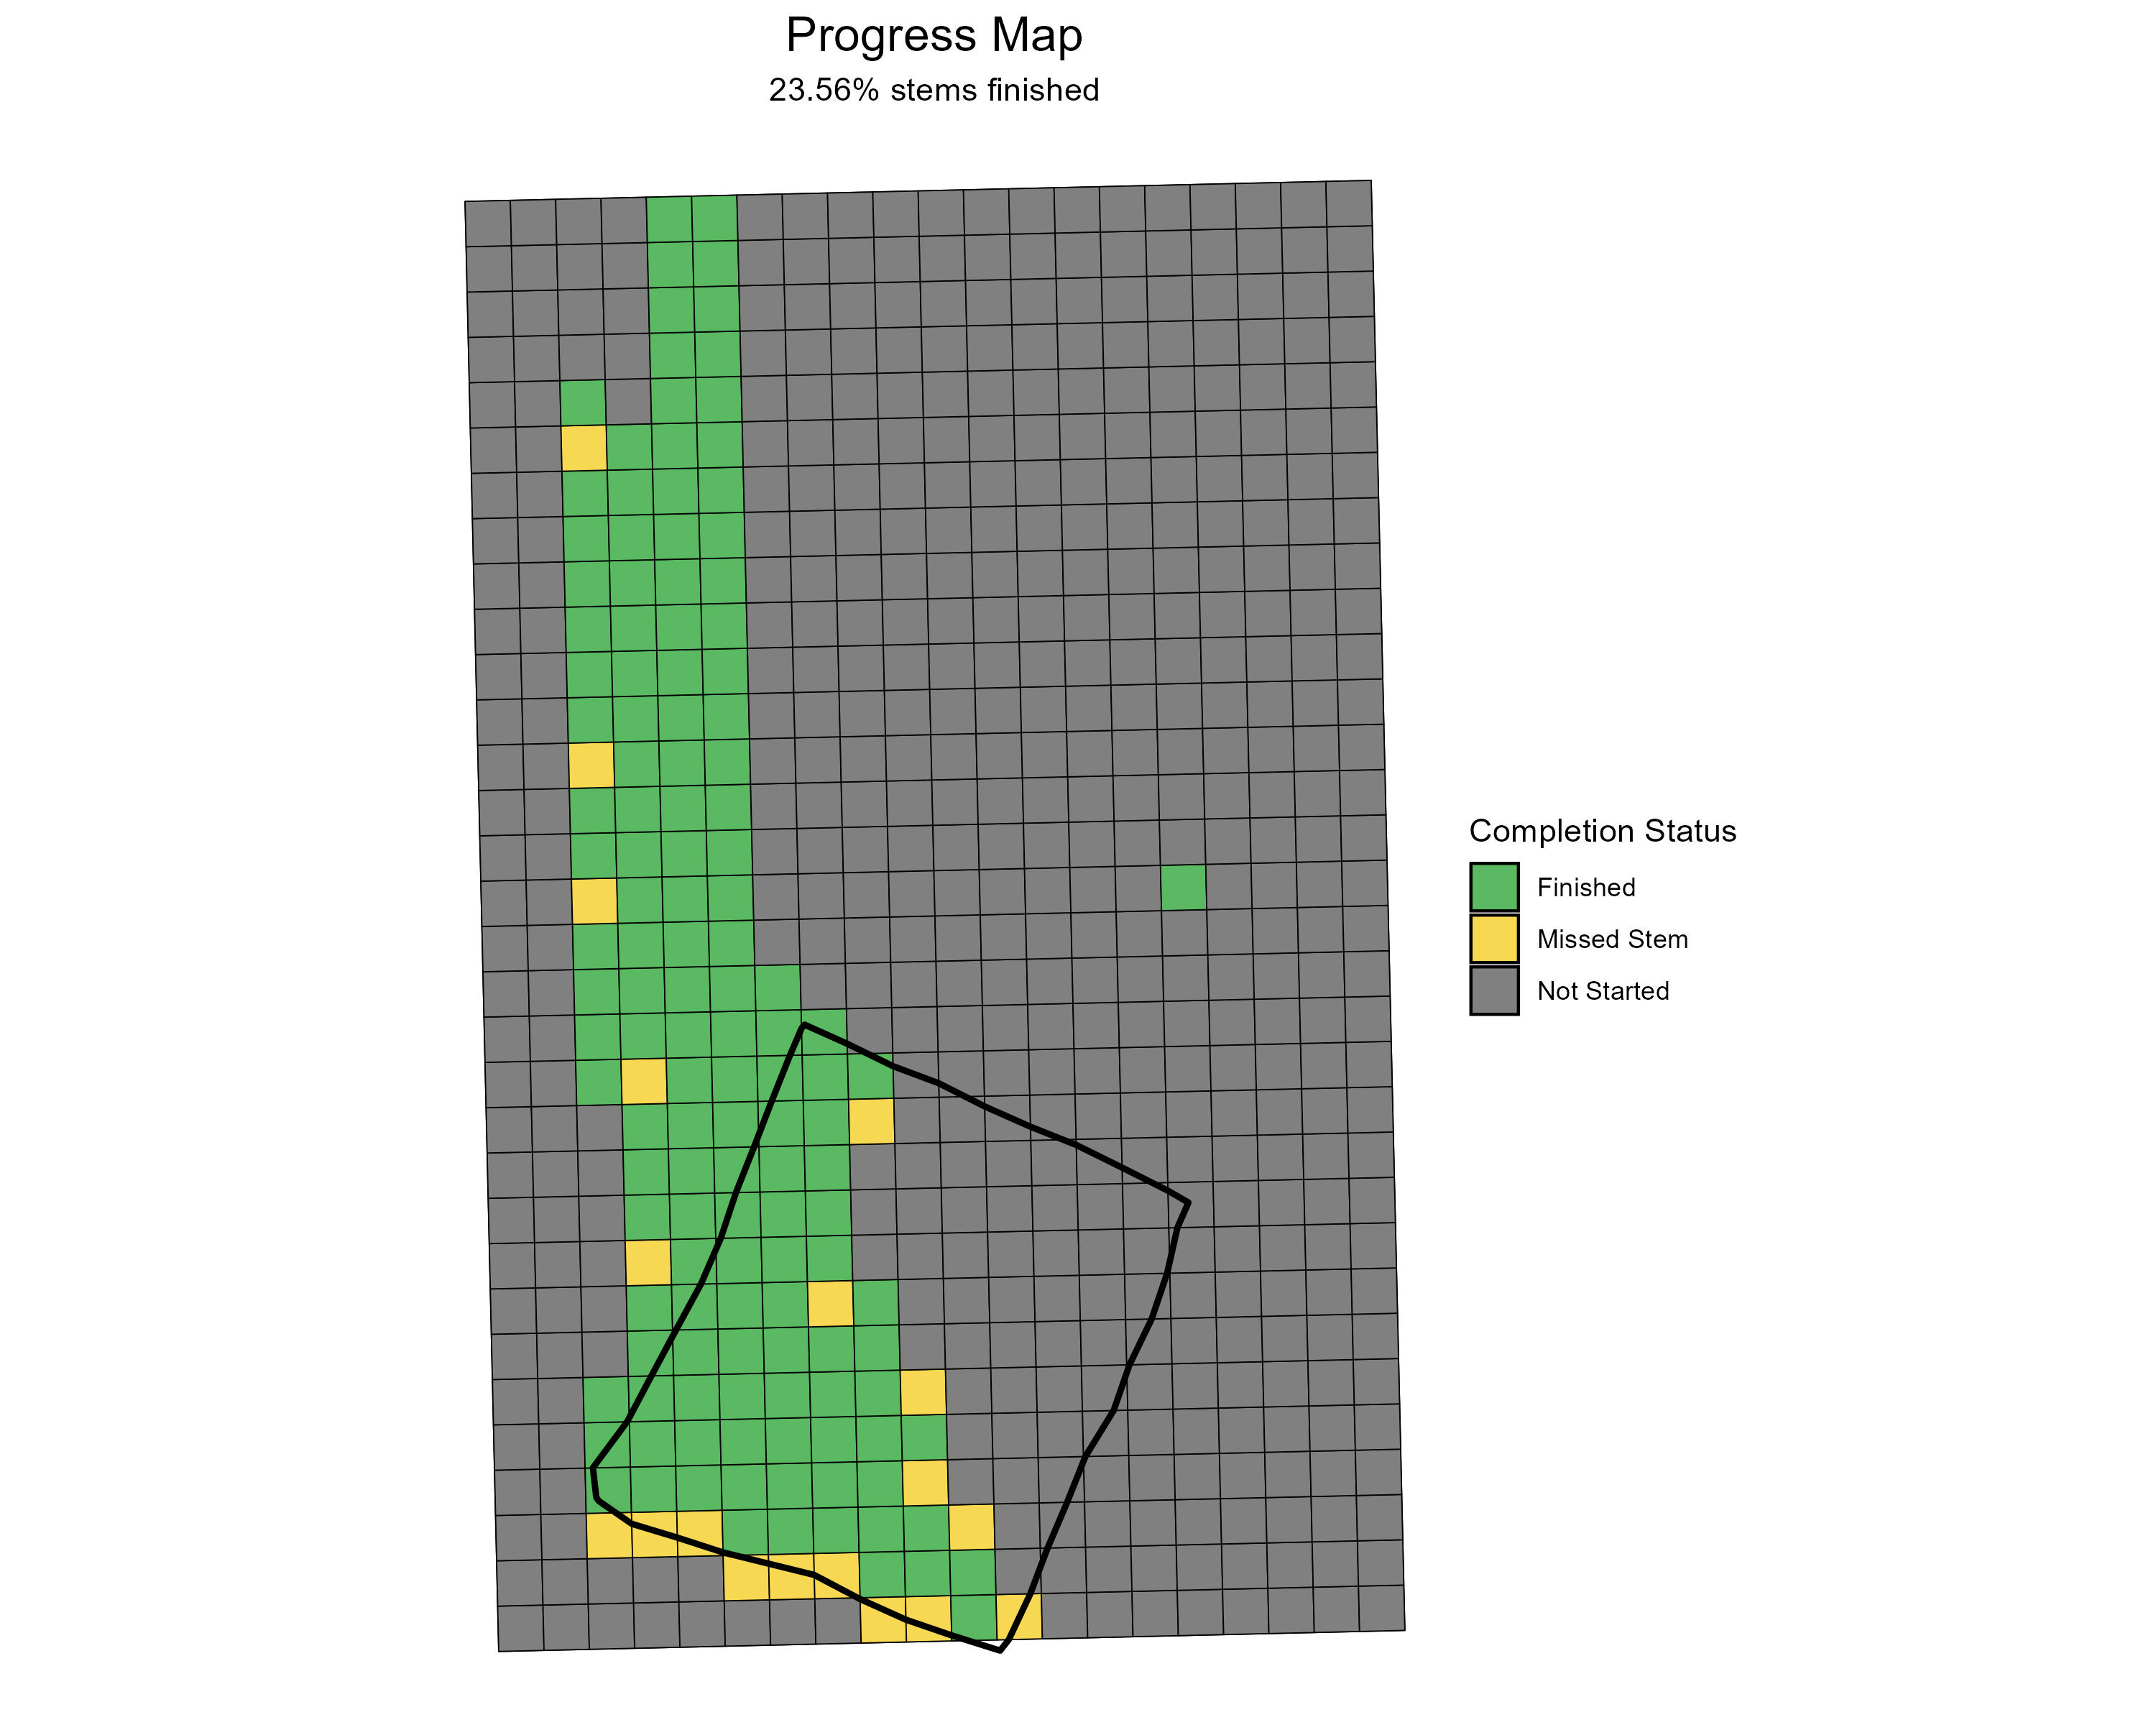 Progress Map
23.56% stems finished
Completion Status
Finished
Missed Stem
Not Started